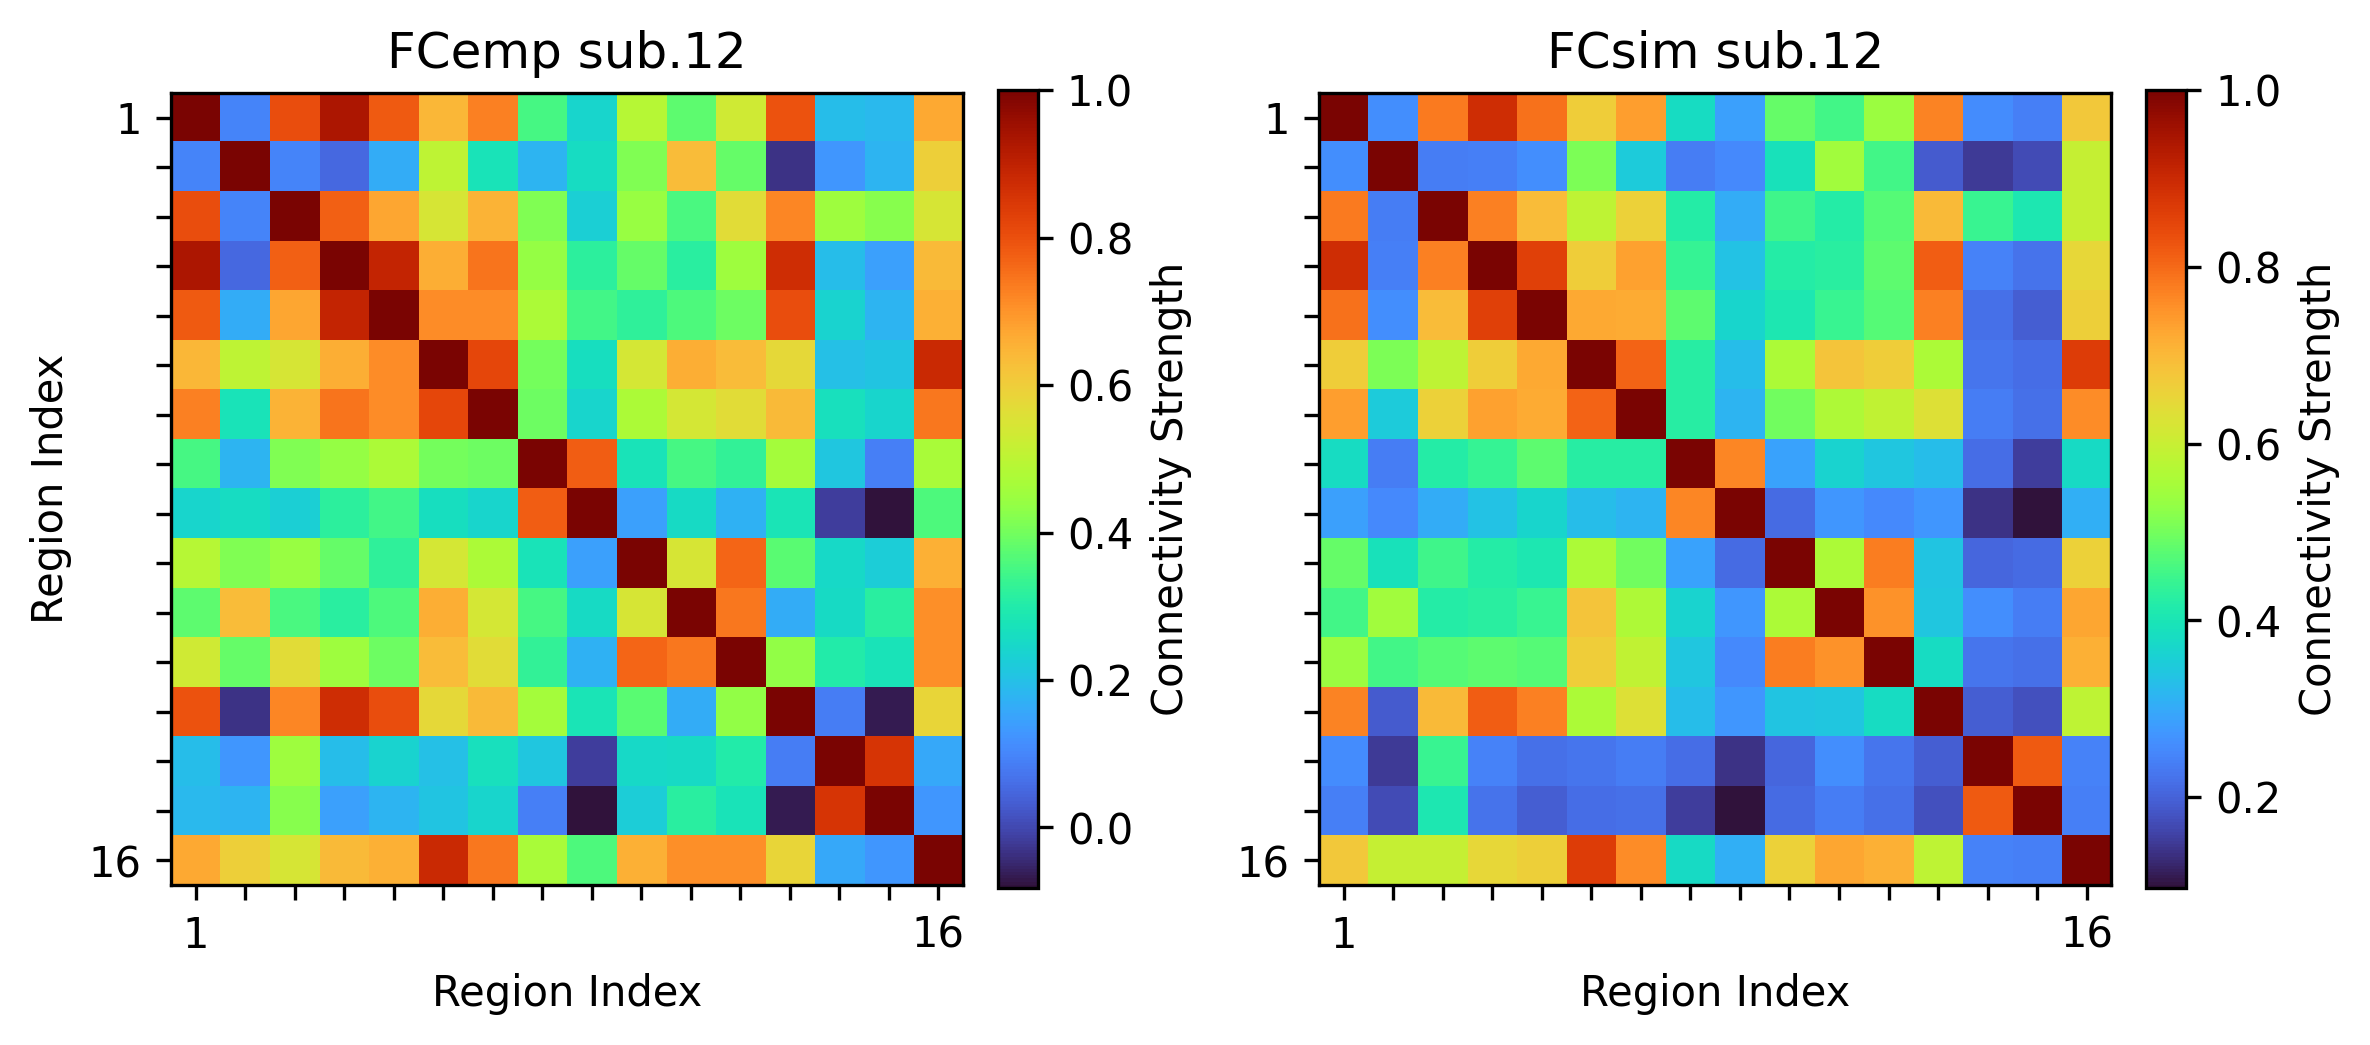 FCemp sub.12
1
16
1
16
Region Index
Region Index
1.0
0.8
0.6
0.4
0.2
0.0
Connectivity Strength
FCsim sub.12
1
16
1
16
Region Index
1.0
0.8
0.6
0.4
0.2
Connectivity Strength